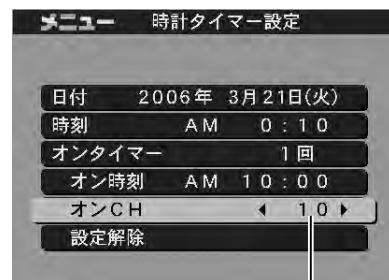 メニュー 時計タイマー設定
日付 2006年 3月21日(火)
時刻 AM 0:10
オンタイマー 1回
オン時刻 AM 10:00
オンCH ◀ 10 ▶
設定解除